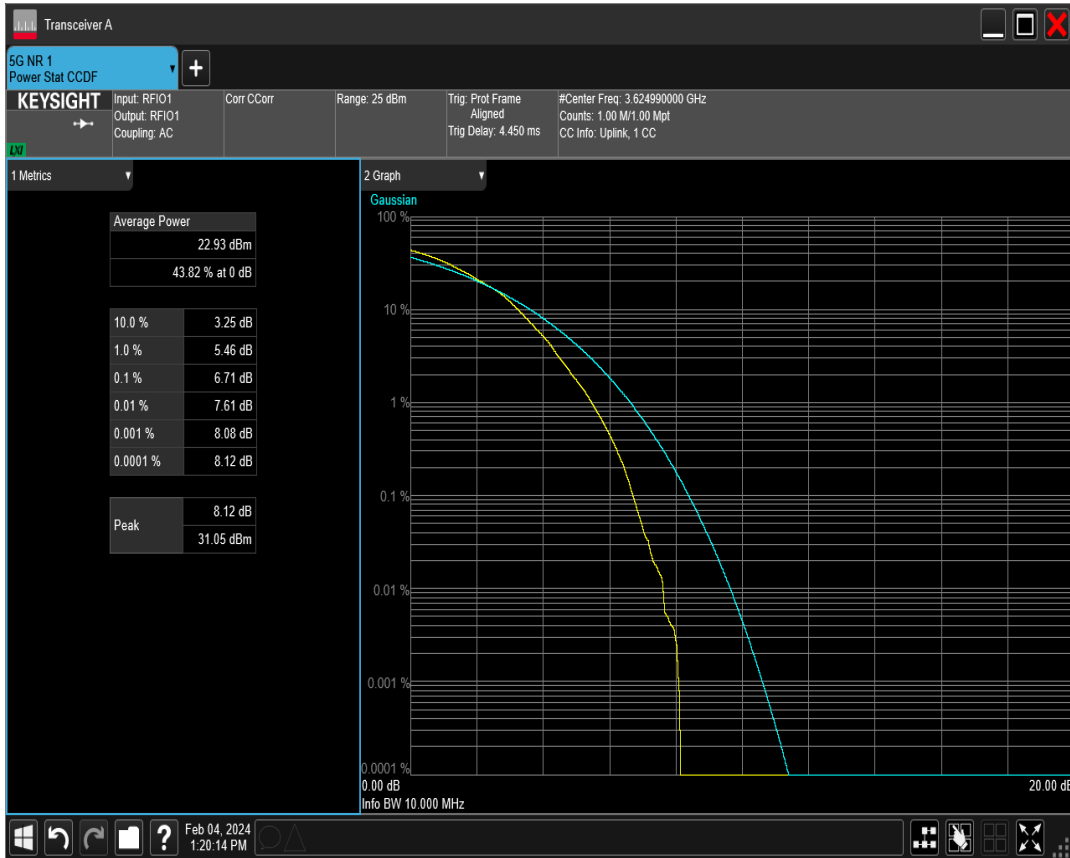 Transceiver A
5G NR 1
Power Stat CCDF
+
KEYSIGHT
LXI
Input: RFIO1
Output: RFIO1
Coupling: AC
Corr CCorr
Range: 25 dBm
Trig: Prot Frame
Aligned
Trig Delay: 4.450 ms
#Center Freq: 3.624990000 GHz
Counts: 1.00 M/1.00 Mpt
CC Info: Uplink, 1 CC
1 Metrics
Average Power
22.93 dBm
43.82 % at 0 dB
10.0 % 3.25 dB
1.0 % 5.46 dB
0.1 % 6.71 dB
0.01 % 7.61 dB
0.001 % 8.08 dB
0.0001 % 8.12 dB
Peak 8.12 dB
31.05 dBm
2 Graph
Gaussian
100 %
10 %
1 %
0.1 %
0.01 %
0.001 %
0.0001 %
0.00 dB 20.00 dB
Info BW 10.000 MHz
?
Feb 04, 2024
1:20:14 PM